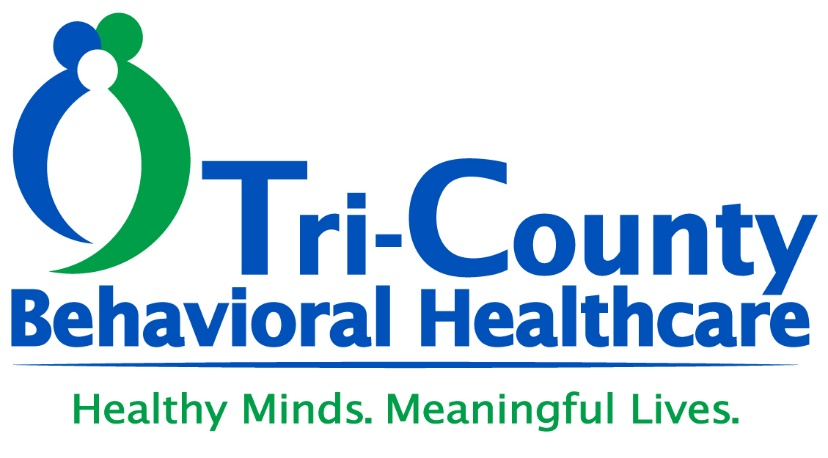 Tri-County
Behavioral Healthcare
Healthy Minds. Meaningful Lives.